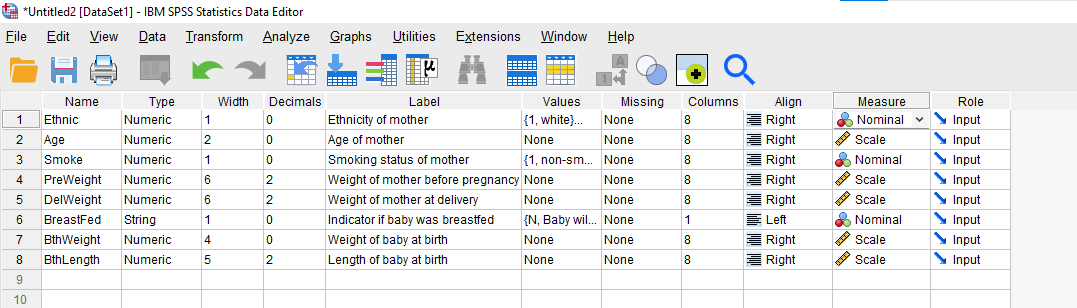 *Untitled2 [DataSet1] - IBM SPSS Statistics Data Editor
File Edit View Data Transform Analyze Graphs Utilities Extensions Window Help
A
14
μ
Name Type Width Decimals Label Values Missing Columns Align Measure Role
1 Ethnic Numeric 1 0 Ethnicity of mother {1, white}... None 8 Right Nominal Input
2 Age Numeric 2 0 Age of mother None None 8 Right Scale Input
3 Smoke Numeric 1 0 Smoking status of mother {1, non-sm... None 8 Right Nominal Input
4 PreWeight Numeric 6 2 Weight of mother before pregnancy None None 8 Right Scale Input
5 DelWeight Numeric 6 2 Weight of mother at delivery None None 8 Right Scale Input
6 BreastFed String 1 0 Indicator if baby was breastfed {N, Baby wil... None 1 Left Nominal Input
7 BthWeight Numeric 4 0 Weight of baby at birth None None 8 Right Scale Input
8 BthLength Numeric 5 2 Length of baby at birth None None 8 Right Scale Input
9
10